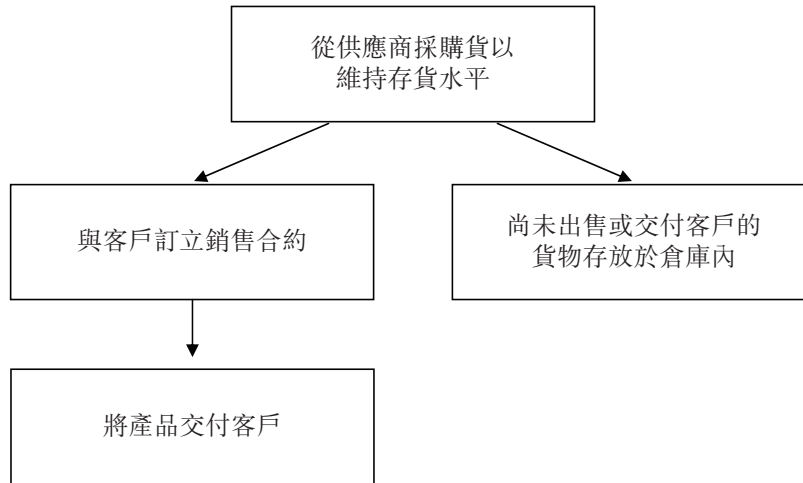 從供應商採購貨以
維持存貨水平
與客戶訂立銷售合約
尚未出售或交付客戶的
貨物存放於倉庫內
將產品交付客戶